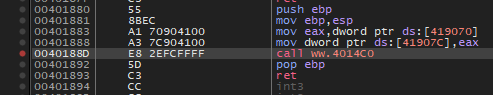 00401880 55 push ebp
00401881 8BEC mov ebp,esp
00401883 A1 70904100 mov eax,dword ptr ds:[419070]
00401888 A3 7C904100 mov dword ptr ds:[41907C],eax
0040188D E8 2EFCFFFF call ww.4014C0
00401892 5D pop ebp
00401893 C3 ret
00401894 CC int3